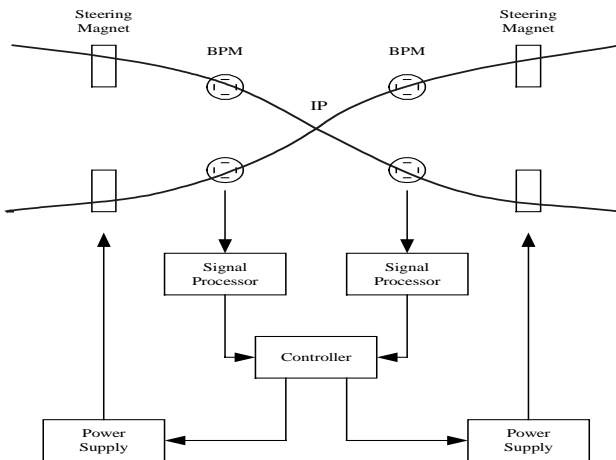 Steering
Magnet
Steering
Magnet
BPM
BPM
IP
Signal
Processor
Signal
Processor
Controller
Power
Supply
Power
Supply